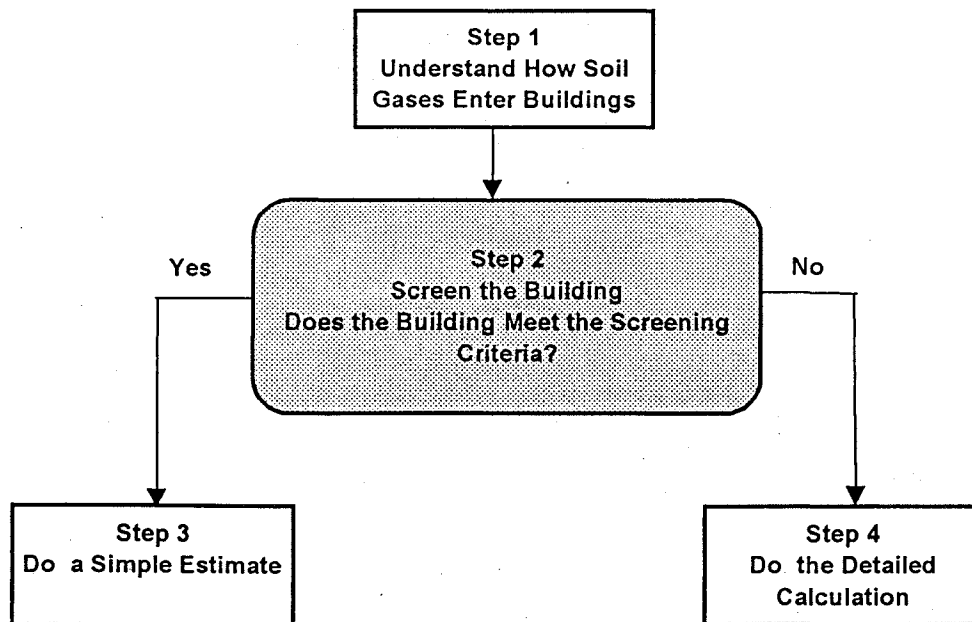 Step 1
Understand How Soil
Gases Enter Buildings
Yes
Step 2
Screen the Building
Does the Building Meet the Screening
Criteria?
No
Step 3
Do a Simple Estimate
Step 4
Do the Detailed
Calculation